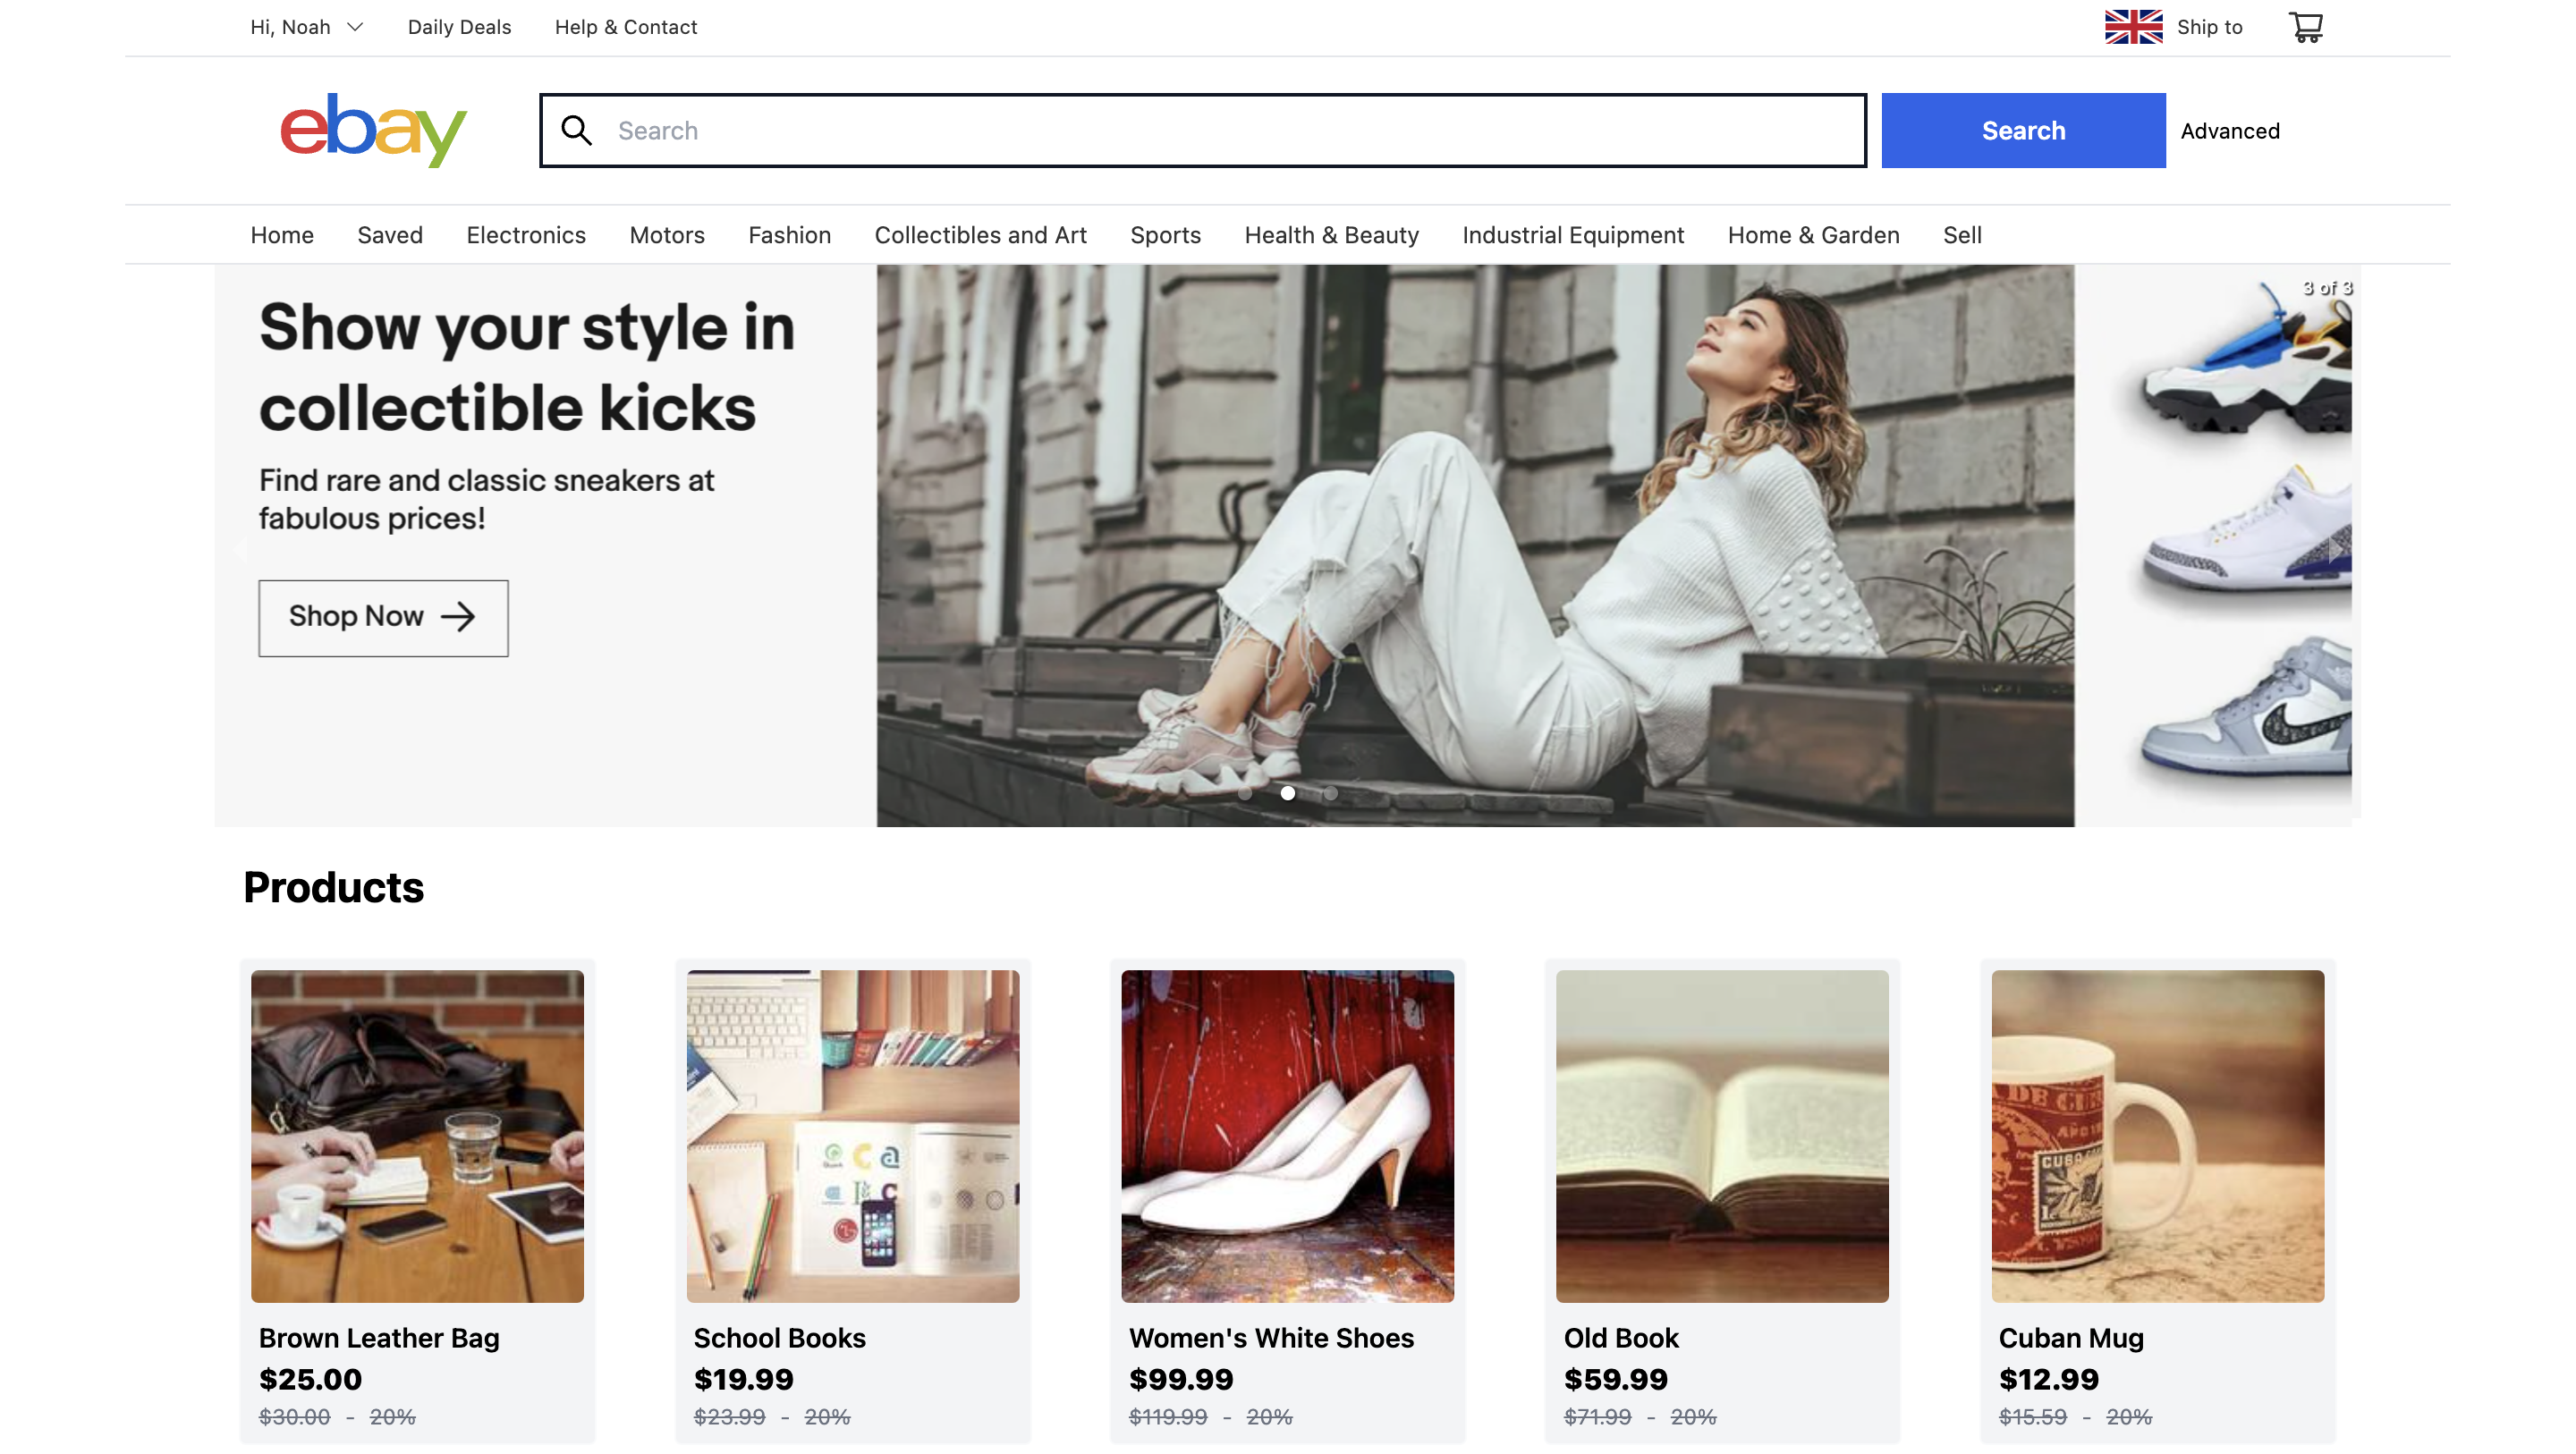 Hi, Noah Daily Deals Help & Contact Ship to
ebay Search Search Advanced
Home Saved Electronics Motors Fashion Collectibles and Art Sports Health & Beauty Industrial Equipment Home & Garden Sell
3 of 3
Show your style in
collectible kicks
Find rare and classic sneakers at
fabulous prices!
Shop Now
Products
Brown Leather Bag
$25.00
$30.00 - 20%
School Books
$19.99
$23.99 - 20%
Women's White Shoes
$99.99
$119.99 - 20%
Old Book
$59.99
$71.99 - 20%
Cuban Mug
$12.99
$15.59 - 20%